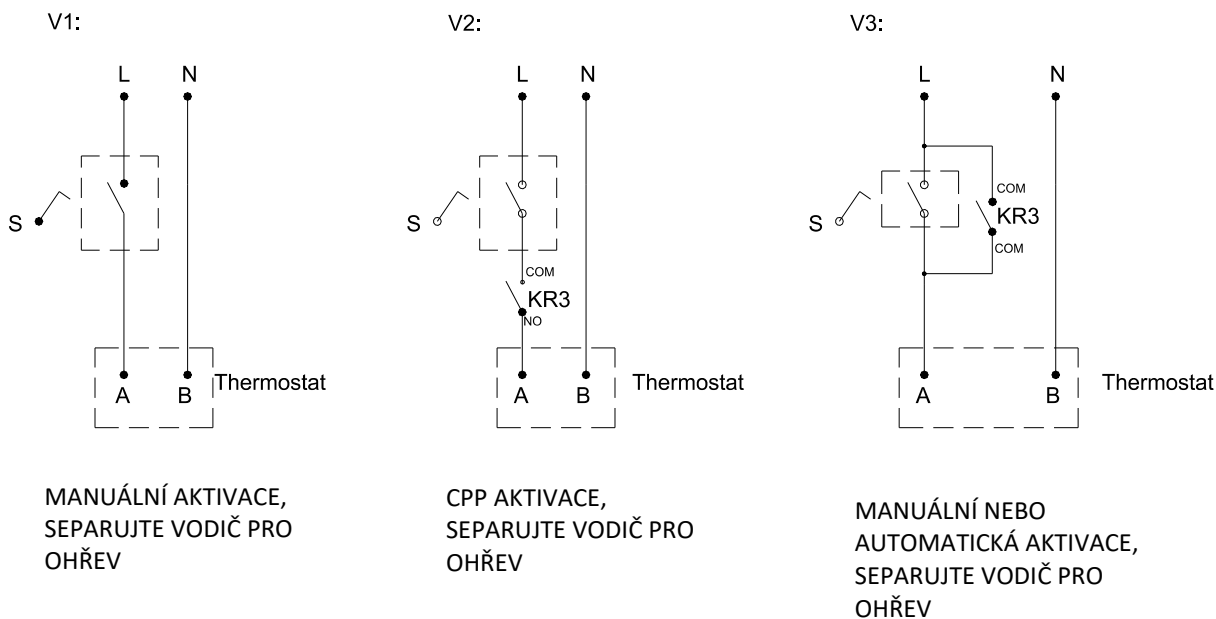 V1:
L N
S
A B Thermostat
MANUÁLNÍ AKTIVACE,
SEPARUJTE VODIČ PRO
OHŘEV
V2:
L N
S
COM
KR3
NO
A B Thermostat
CPP AKTIVACE,
SEPARUJTE VODIČ PRO
OHŘEV
V3:
L N
COM
S KR3
COM
A B Thermostat
MANUÁLNÍ NEBO
AUTOMATICKÁ AKTIVACE,
SEPARUJTE VODIČ PRO
OHŘEV